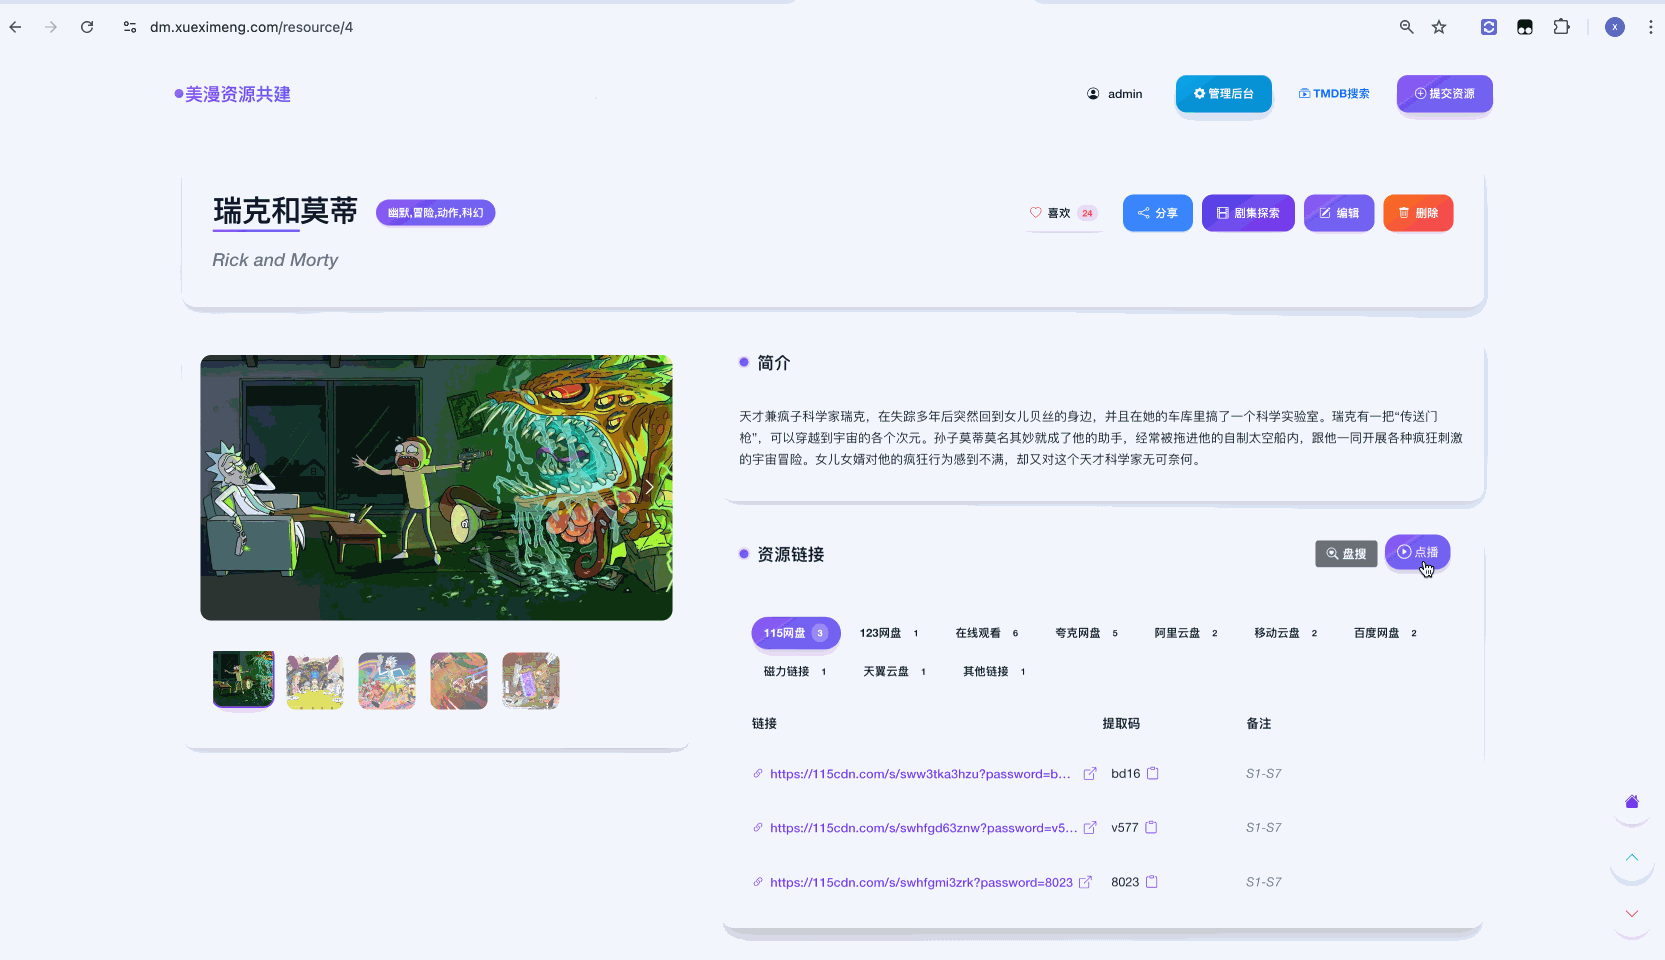 dm.xueximeng.com/resource/4
X
美漫资源共建
admin
管理后台
TMDB搜索
提交资源
瑞克和莫蒂
幽默,冒险,动作,科幻
喜欢 24
分享
剧集探索
编辑
删除
Rick and Morty
简介
天才兼疯子科学家瑞克，在失踪多年后突然回到女儿贝丝的身边，并且在她的车库里搞了一个科学实验室。瑞克有一把“传送门
枪”，可以穿越到宇宙的各个次元。孙子莫蒂莫名其妙就成了他的助手，经常被拖进他的自制太空船内，跟他一同开展各种疯狂刺激
的宇宙冒险。女儿女婿对他的疯狂行为感到不满，却又对这个天才科学家无可奈何。
资源链接
盘搜
点播
115网盘 3
123网盘 1
在线观看 6
夸克网盘 5
阿里云盘 2
移动云盘 2
百度网盘 2
磁力链接 1
天翼云盘 1
其他链接 1
链接 提取码 备注
https://115cdn.com/s/sww3tka3hzu?password=b... bd16 S1-S7
https://115cdn.com/s/swhfgd63znw?password=v5... v577 S1-S7
https://115cdn.com/s/swhfgmi3zrk?password=8023 8023 S1-S7